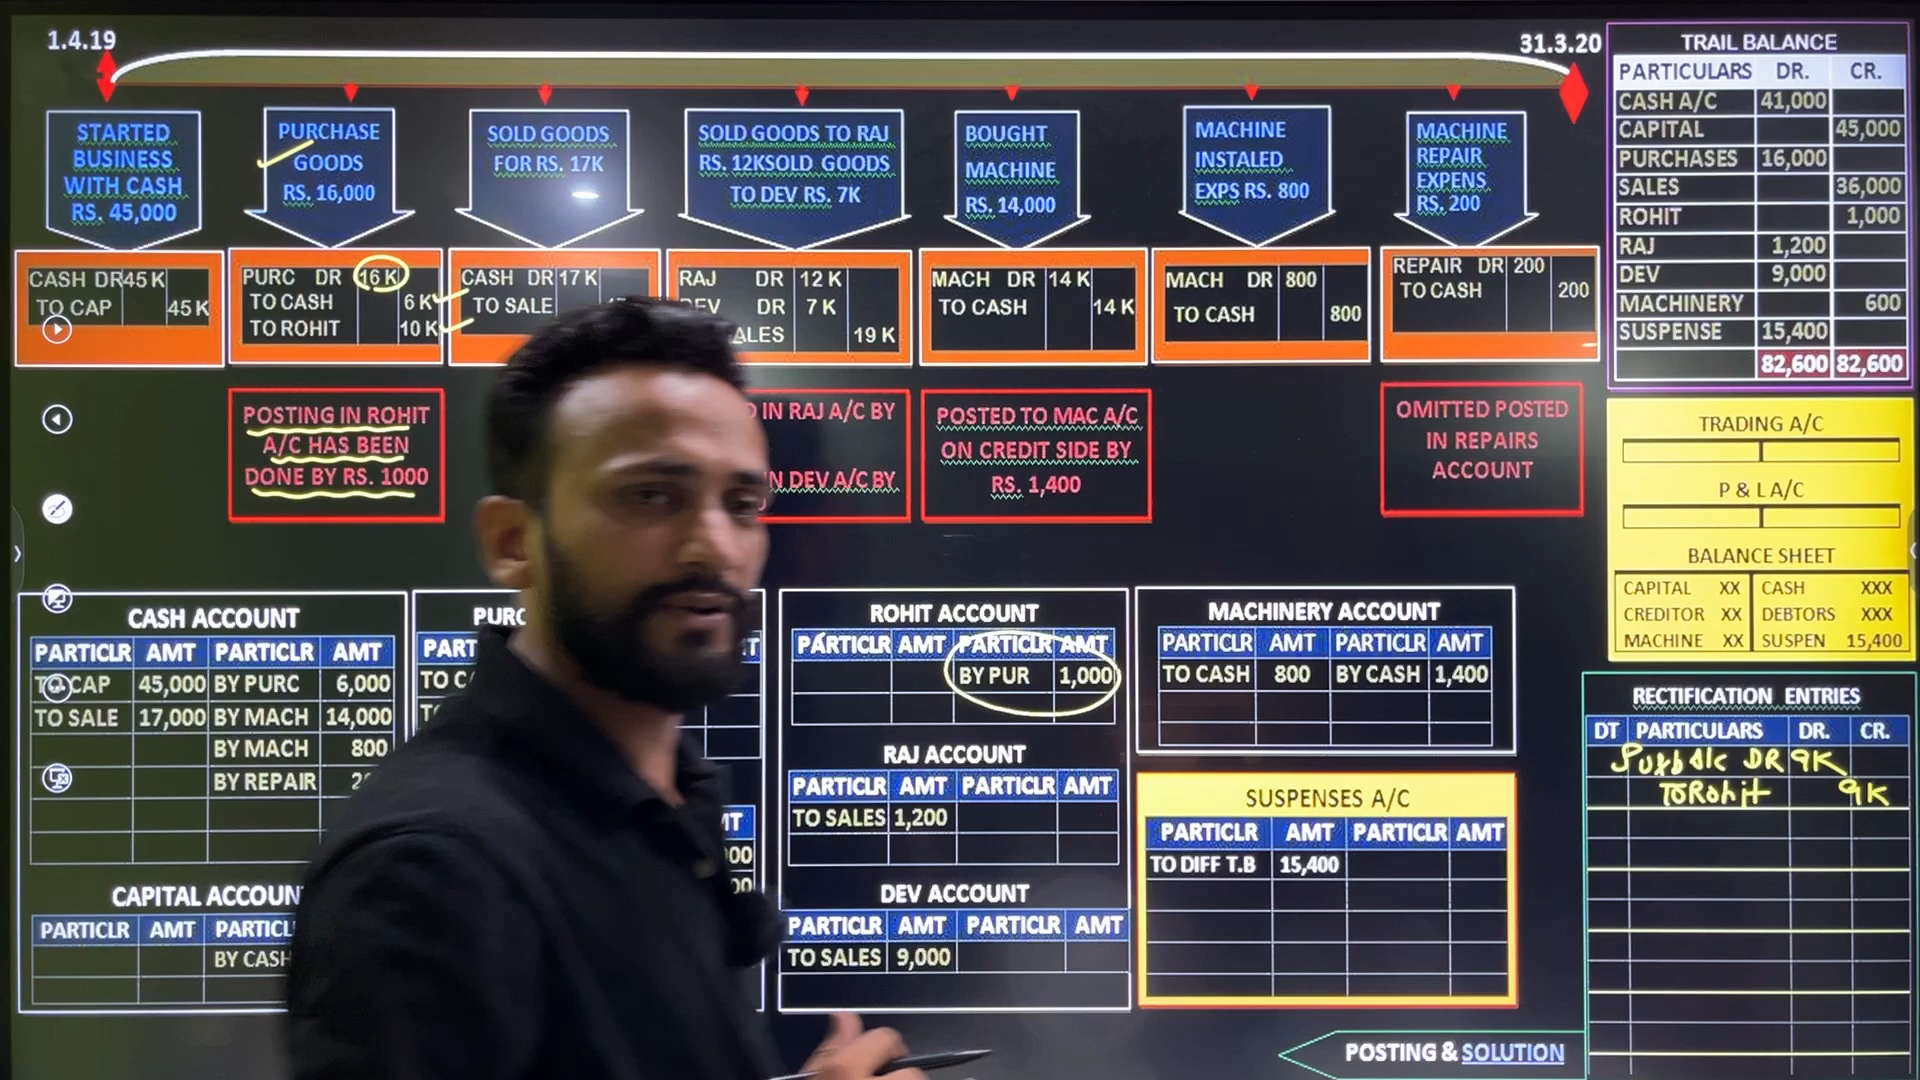 1.4.19
31.3.20
STARTED
BUSINESS
WITH CASH
RS. 45,000
PURCHASE
GOODS
RS. 16,000
SOLD GOODS
FOR RS. 17K
SOLD GOODS TO RAJ
RS. 12KSOLD GOODS
TO DEV RS. 7K
BOUGHT
MACHINE
RS. 14,000
MACHINE
INSTALED
EXPS RS. 800
MACHINE
REPAIR
EXPENS
RS. 200
CASH DR 45 K
TO CAP 45 K
PURC DR 16 K
TO CASH 6 K
TO ROHIT 10 K
CASH DR 17 K
TO SALE
RAJ DR 12 K
DR 7 K
19 K
MACH DR 14 K
TO CASH 14 K
MACH DR 800
TO CASH 800
REPAIR DR 200
TO CASH 200
POSTING IN ROHIT
A/C HAS BEEN
DONE BY RS. 1000
IN RAJ A/C BY
DEV A/C BY
POSTED TO MAC A/C
ON CREDIT SIDE BY
RS. 1,400
OMITTED POSTED
IN REPAIRS
ACCOUNT
TRAIL BALANCE
PARTICULARS DR. CR.
CASH A/C 41,000
CAPITAL 45,000
PURCHASES 16,000
SALES 36,000
ROHIT 1,000
RAJ 1,200
DEV 9,000
MACHINERY 600
SUSPENSE 15,400
82,600 82,600
TRADING A/C
P & L A/C
BALANCE SHEET
CAPITAL XX CASH XXX
CREDITOR XX DEBTORS XXX
MACHINE XX SUSPEN 15,400
CASH ACCOUNT
PARTICLR AMT PARTICLR AMT
CAP 45,000 BY PURC 6,000
TO SALE 17,000 BY MACH 14,000
BY MACH 800
BY REPAIR
CAPITAL ACCOUN
PARTICLR AMT
BY CASH
ROHIT ACCOUNT
PARTICLR AMT PARTICLR AMT
BY PUR 1,000
RAJ ACCOUNT
PARTICLR AMT PARTICLR AMT
TO SALES 1,200
DEV ACCOUNT
PARTICLR AMT PARTICLR AMT
TO SALES 9,000
MACHINERY ACCOUNT
PARTICLR AMT PARTICLR AMT
TO CASH 800 BY CASH 1,400
SUSPENSES A/C
PARTICLR AMT PARTICLR AMT
TO DIFF T.B 15,400
RECTIFICATION ENTRIES
DT PARTICULARS DR. CR.
A/c DR 9K
To Rohit 9K
POSTING & SOLUTION